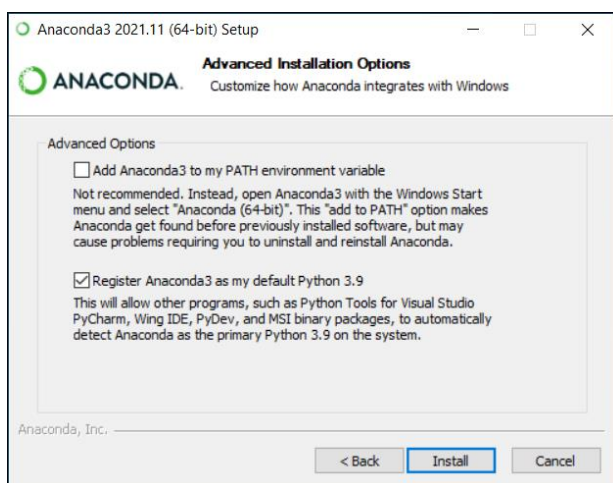 Anaconda3 2021.11 (64-bit) Setup
ANACONDA.
Advanced Installation Options
Customize how Anaconda integrates with Windows
Advanced Options
Add Anaconda3 to my PATH environment variable
Not recommended. Instead, open Anaconda3 with the Windows Start
menu and select "Anaconda (64-bit)". This "add to PATH" option makes
Anaconda get found before previously installed software, but may
cause problems requiring you to uninstall and reinstall Anaconda.
Register Anaconda3 as my default Python 3.9
This will allow other programs, such as Python Tools for Visual Studio
PyCharm, Wing IDE, PyDev, and MSI binary packages, to automatically
detect Anaconda as the primary Python 3.9 on the system.
Anaconda, Inc.
< Back
Install
Cancel